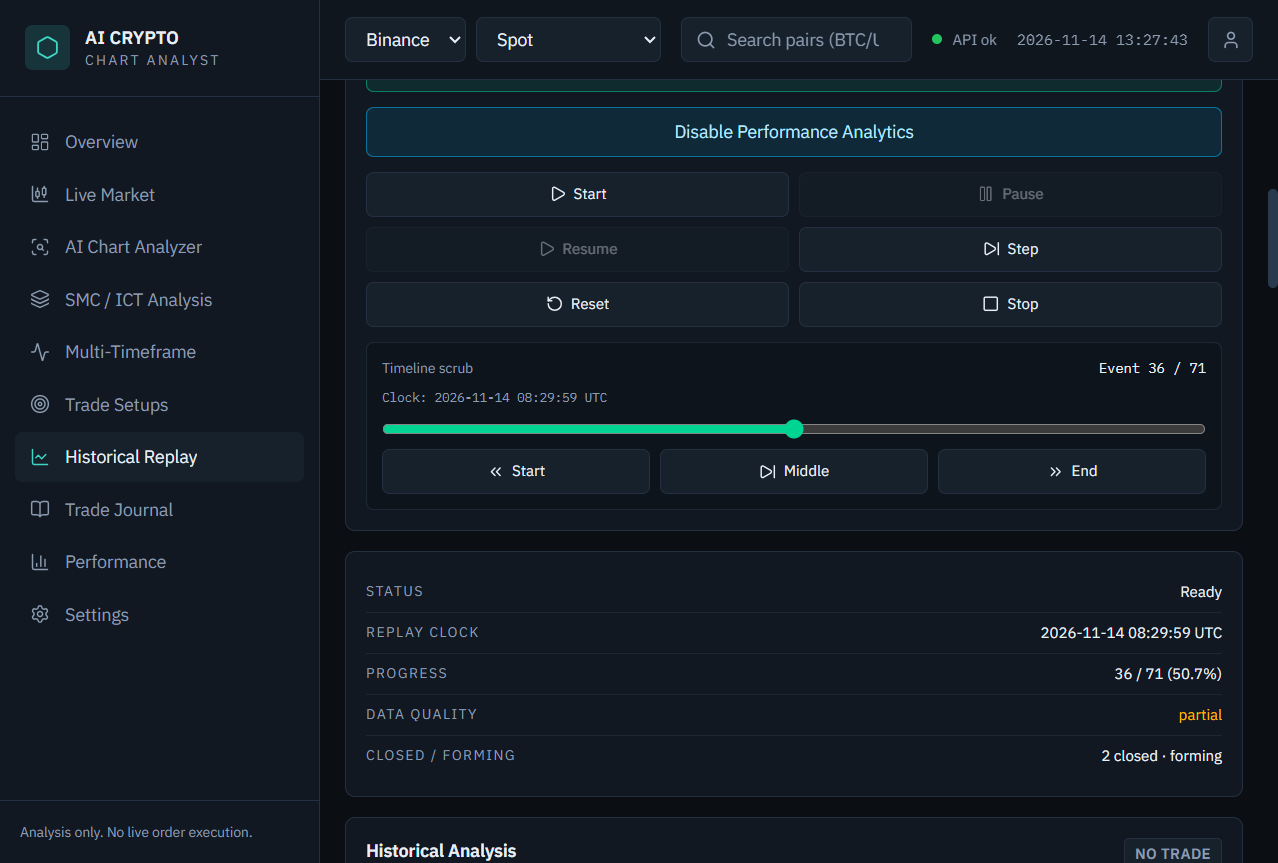 AI CRYPTO
CHART ANALYST
Binance
Spot
Search pairs (BTC/U
API ok
2026-11-14 13:27:43
Overview
Live Market
AI Chart Analyzer
SMC / ICT Analysis
Multi-Timeframe
Trade Setups
Historical Replay
Trade Journal
Performance
Settings
Analysis only. No live order execution.
Disable Performance Analytics
Start
Pause
Resume
Step
Reset
Stop
Timeline scrub
Event 36 / 71
Clock: 2026-11-14 08:29:59 UTC
Start
Middle
End
STATUS
Ready
REPLAY CLOCK
2026-11-14 08:29:59 UTC
PROGRESS
36 / 71 (50.7%)
DATA QUALITY
partial
CLOSED / FORMING
2 closed · forming
Historical Analysis
NO TRADE